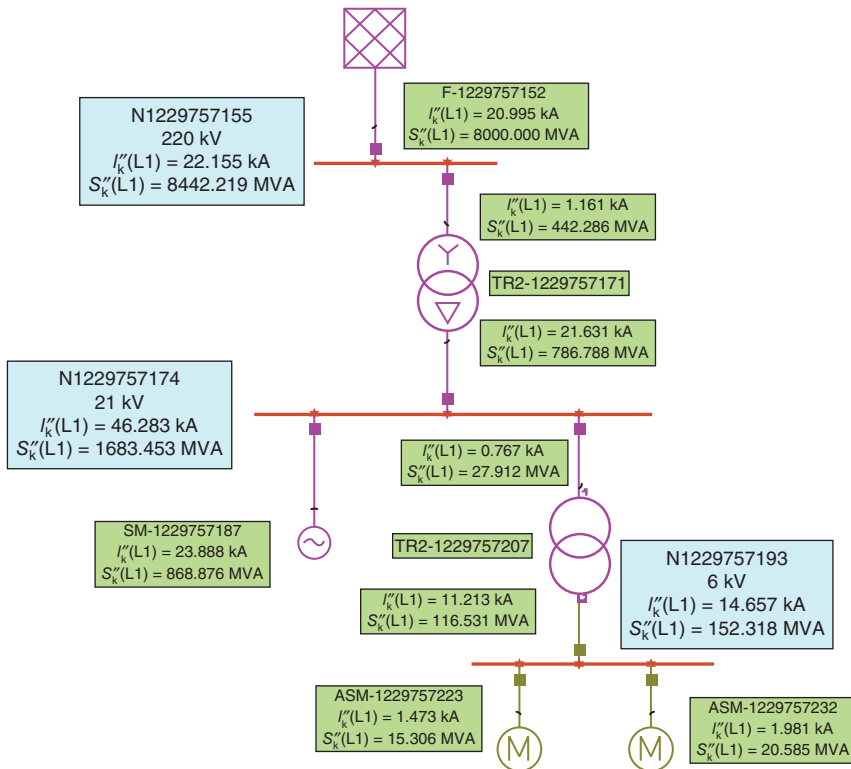 F-1229757152
I″k(L1) = 20.995 kA
S″k(L1) = 8000.000 MVA
N1229757155
220 kV
I″k(L1) = 22.155 kA
S″k(L1) = 8442.219 MVA
I″k(L1) = 1.161 kA
S″k(L1) = 442.286 MVA
TR2-1229757171
I″k(L1) = 21.631 kA
S″k(L1) = 786.788 MVA
N1229757174
21 kV
I″k(L1) = 46.283 kA
S″k(L1) = 1683.453 MVA
I″k(L1) = 0.767 kA
S″k(L1) = 27.912 MVA
SM-1229757187
I″k(L1) = 23.888 kA
S″k(L1) = 868.876 MVA
TR2-1229757207
N1229757193
6 kV
I″k(L1) = 14.657 kA
S″k(L1) = 152.318 MVA
I″k(L1) = 11.213 kA
S″k(L1) = 116.531 MVA
ASM-1229757223
I″k(L1) = 1.473 kA
S″k(L1) = 15.306 MVA
M
M
ASM-1229757232
I″k(L1) = 1.981 kA
S″k(L1) = 20.585 MVA